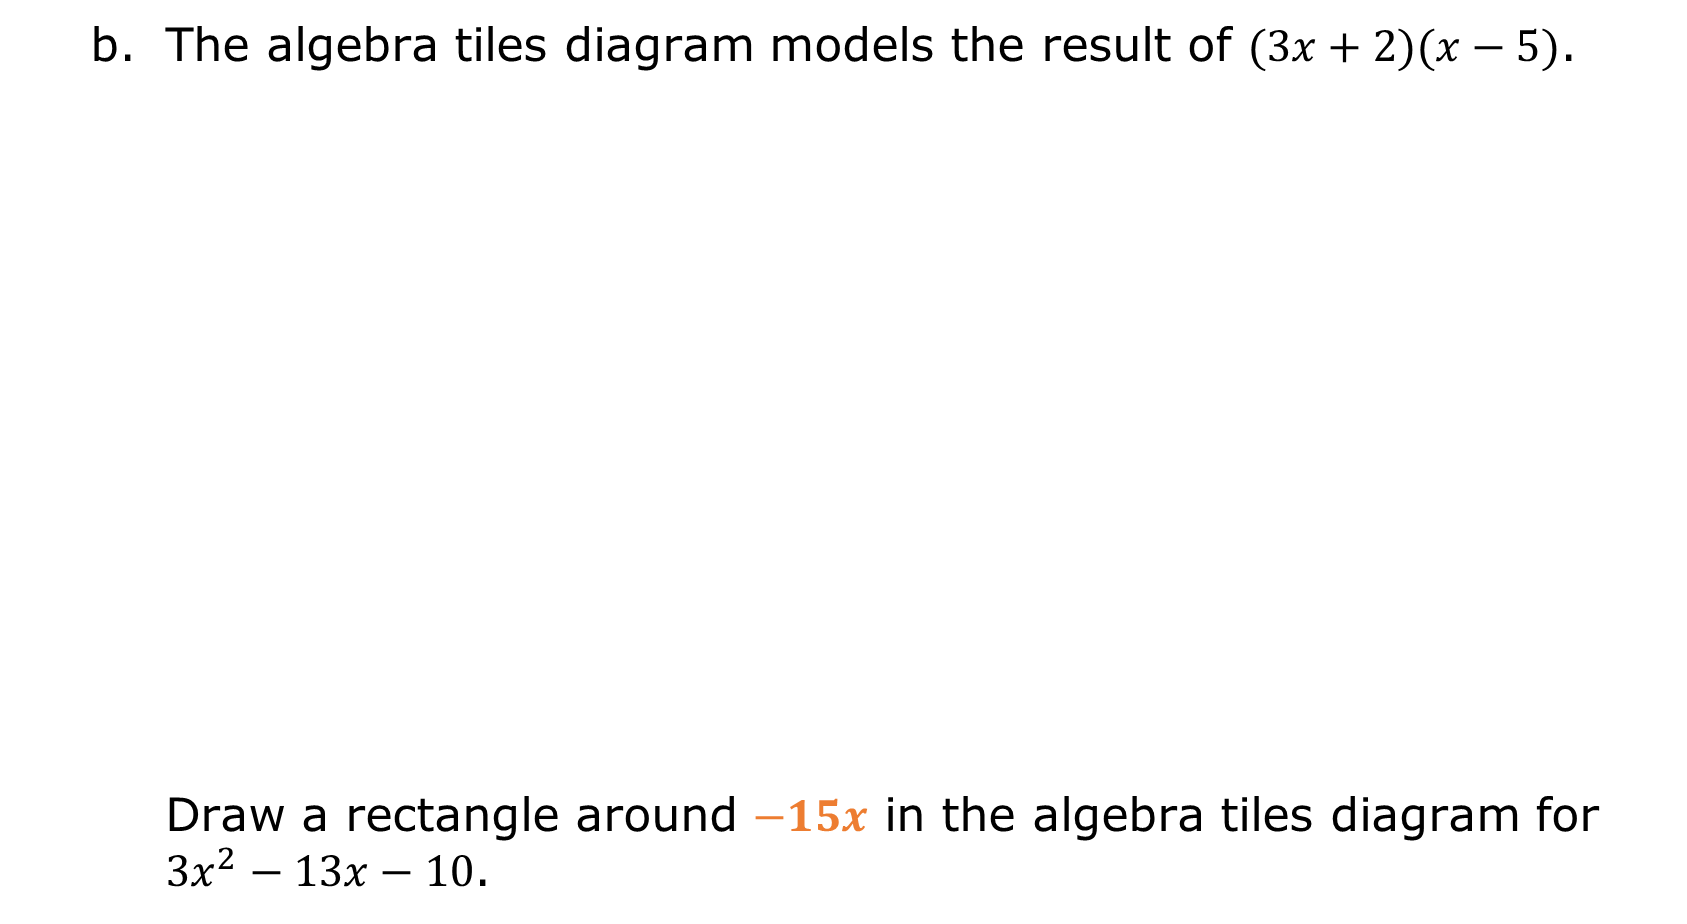 b. The algebra tiles diagram models the result of (3x + 2)(x – 5).
Draw a rectangle around –15x in the algebra tiles diagram for
3x² – 13x – 10.